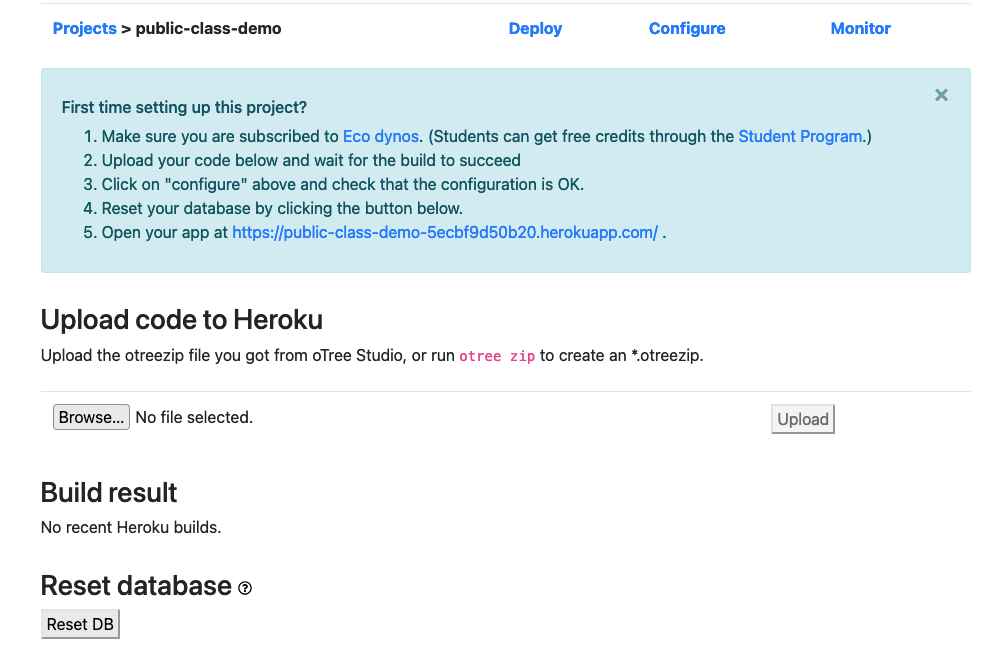 Projects > public-class-demo Deploy Configure Monitor
First time setting up this project? ×
1. Make sure you are subscribed to Eco dynos. (Students can get free credits through the Student Program.)
2. Upload your code below and wait for the build to succeed
3. Click on "configure" above and check that the configuration is OK.
4. Reset your database by clicking the button below.
5. Open your app at https://public-class-demo-5ecbf9d50b20.herokuapp.com/ .
Upload code to Heroku
Upload the otreezip file you got from oTree Studio, or run otree zip to create an *.otreezip.
Browse... No file selected. Upload
Build result
No recent Heroku builds.
Reset database ?
Reset DB